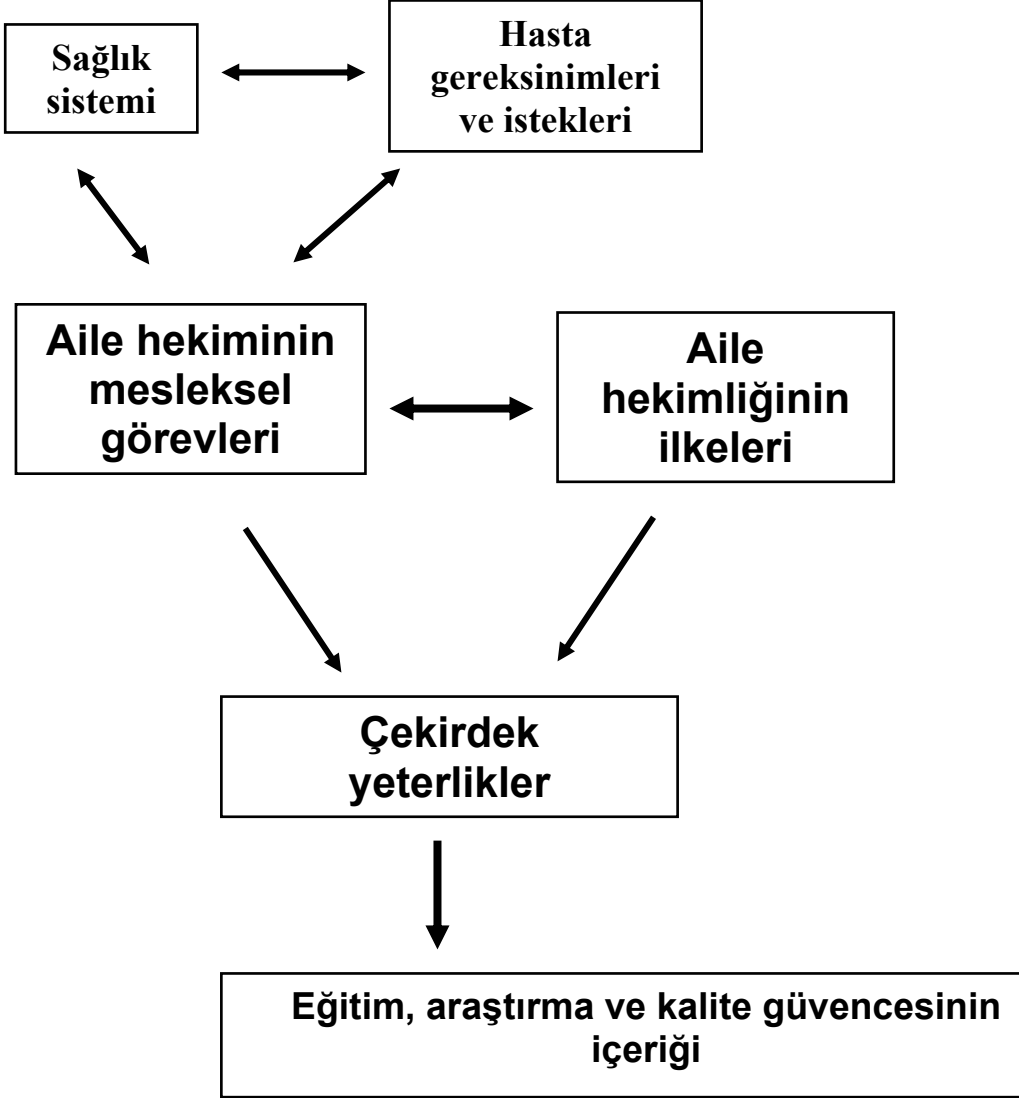 Sağlık
sistemi
Hasta
gereksinimleri
ve istekleri
Aile hekiminin
mesleksel
görevleri
Aile
hekimliğinin
ilkeleri
Çekirdek
yeterlikler
Eğitim, araştırma ve kalite güvencesinin
içeriği